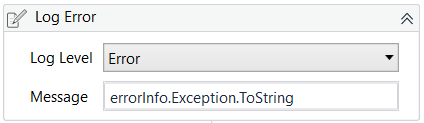 Log Error
Log Level Error
Message errorInfo.Exception.ToString